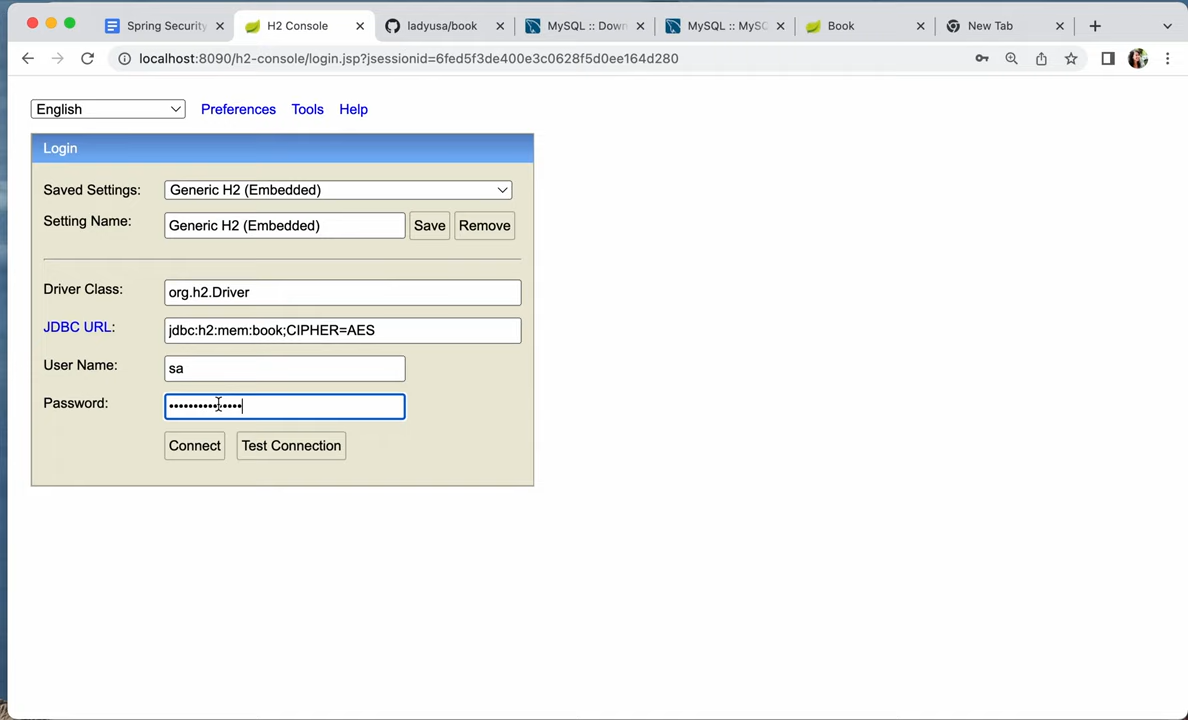 Spring Security
H2 Console
ladyusa/book
MySQL :: Down
MySQL :: MySC
Book
New Tab
localhost:8090/h2-console/login.jsp?jsessionid=6fed5f3de400e3c0628f5d0ee164d280
English Preferences Tools Help
Login
Saved Settings: Generic H2 (Embedded)
Setting Name: Generic H2 (Embedded) Save Remove
Driver Class: org.h2.Driver
JDBC URL: jdbc:h2:mem:book;CIPHER=AES
User Name: sa
Password: •••••••••••••••
Connect Test Connection